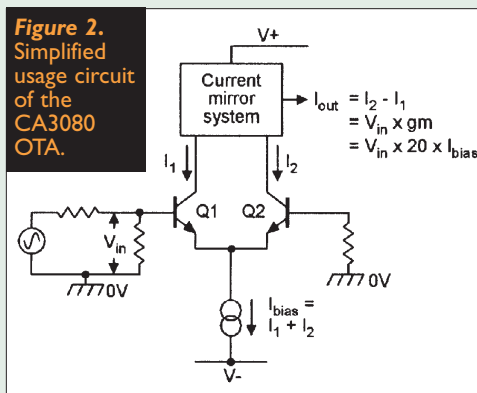 Figure 2.
Simplified
usage circuit
of the
CA3080
OTA.
V+
Current
mirror
system
Iout = I2 - I1
= Vin x gm
= Vin x 20 x Ibias
I1
I2
Q1
Q2
Vin
0V
0V
Ibias =
I1 + I2
V-